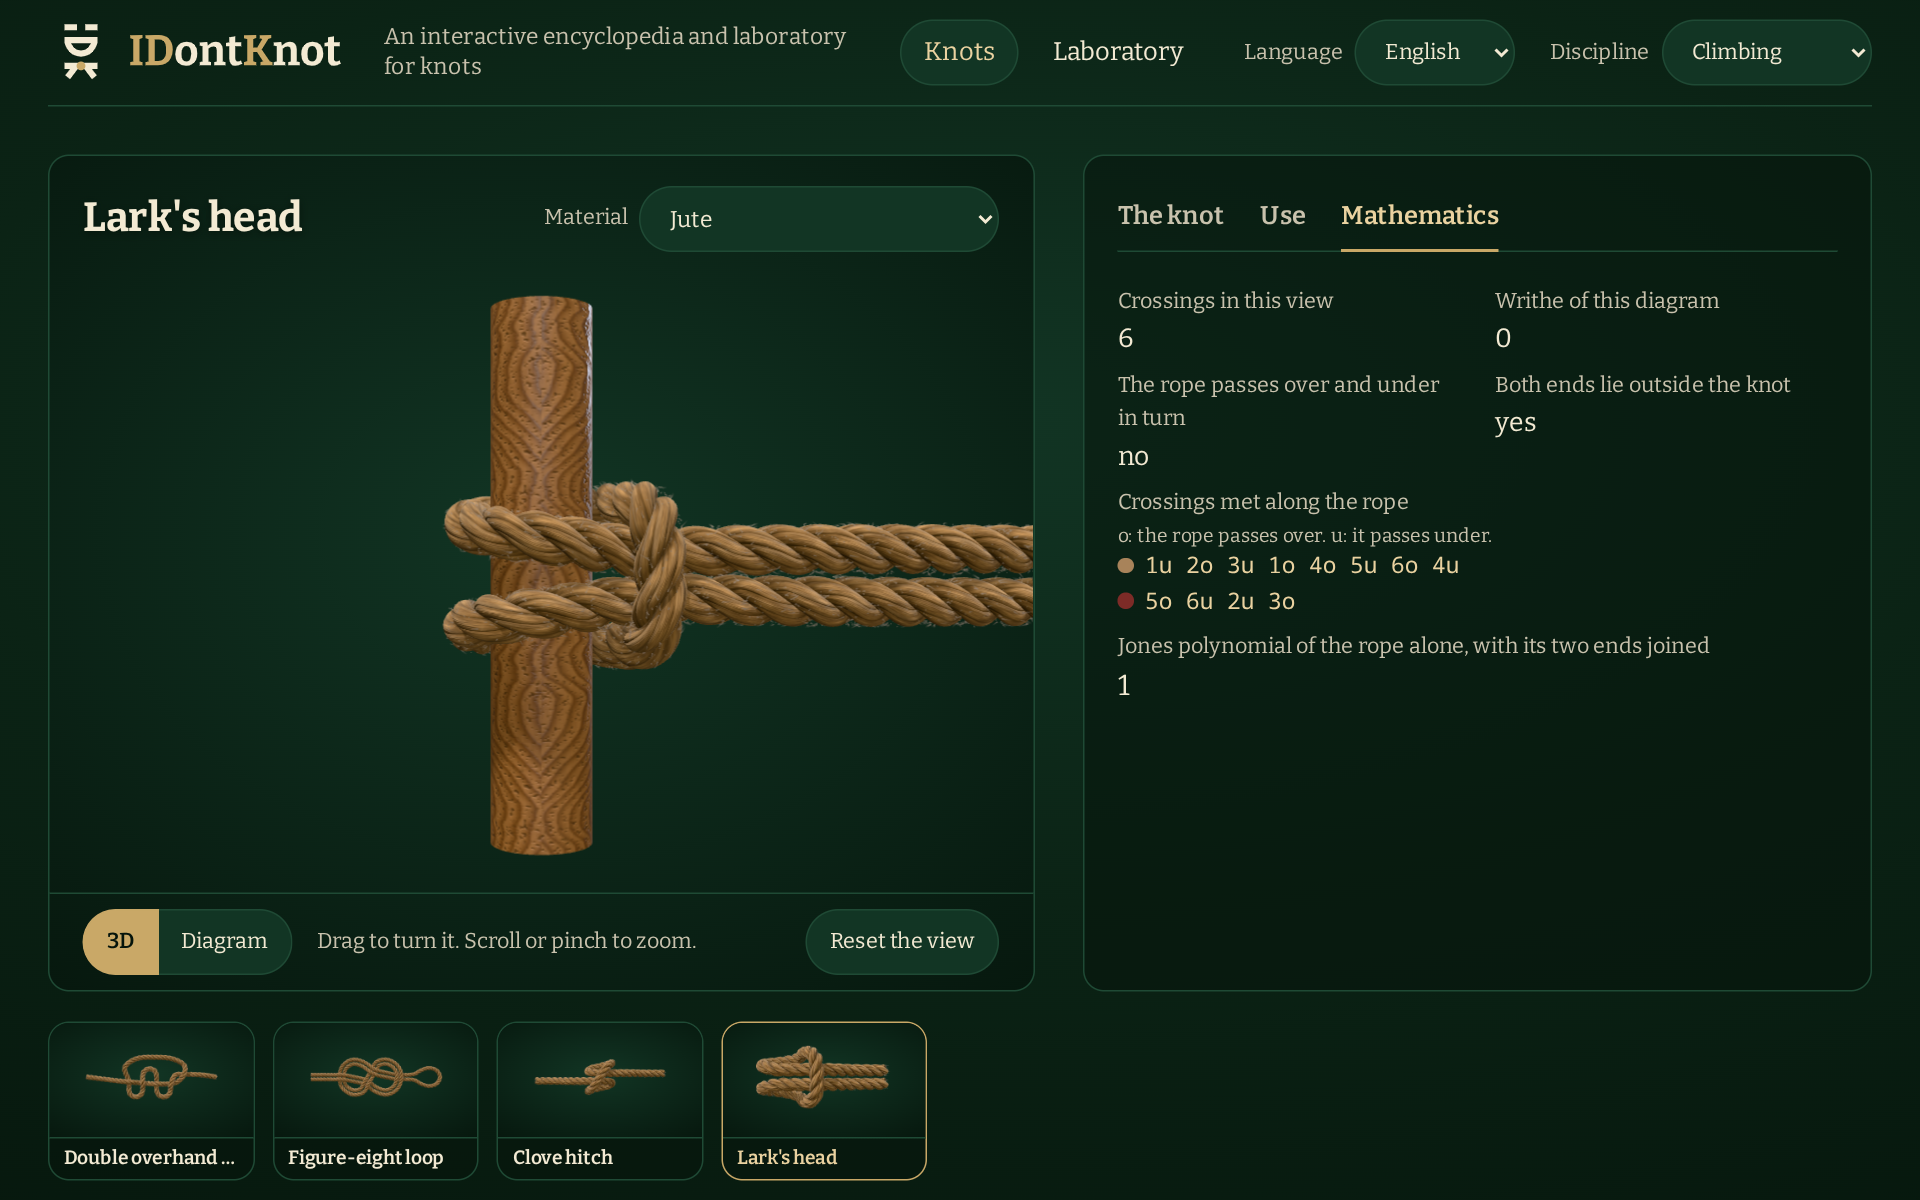 IDontKnot
An interactive encyclopedia and laboratory
for knots
Knots
Laboratory
Language
English
Discipline
Climbing
Lark's head
Material
Jute
The knot
Use
Mathematics
Crossings in this view
6
Writhe of this diagram
0
The rope passes over and under
in turn
no
Both ends lie outside the knot
yes
Crossings met along the rope
o: the rope passes over. u: it passes under.
1u 2o 3u 1o 4o 5u 6o 4u
5o 6u 2u 3o
Jones polynomial of the rope alone, with its two ends joined
1
3D
Diagram
Drag to turn it. Scroll or pinch to zoom.
Reset the view
Double overhand ...
Figure-eight loop
Clove hitch
Lark's head